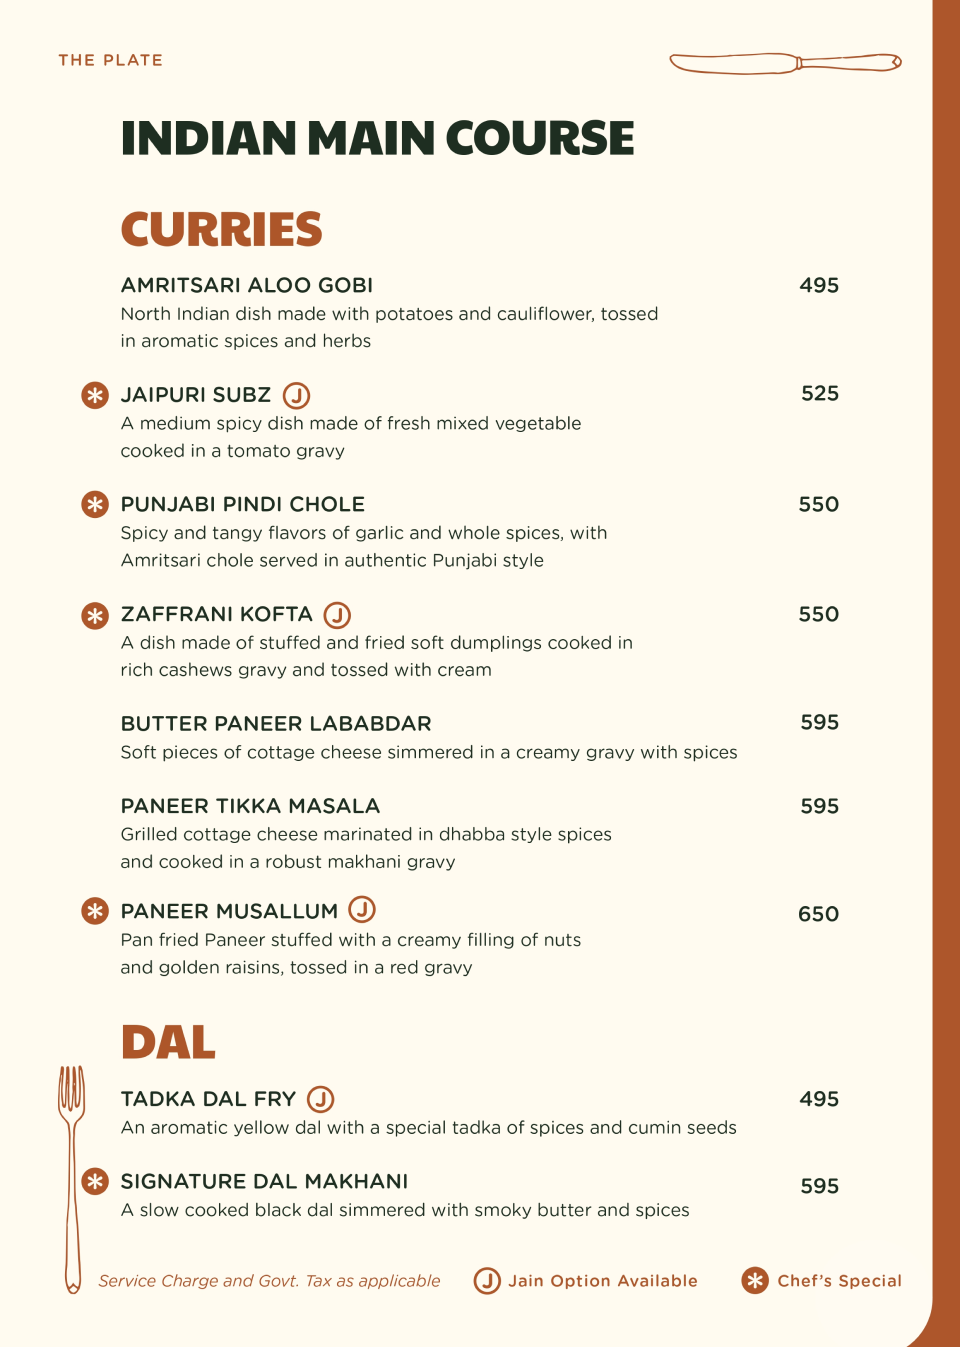 THE PLATE
INDIAN MAIN COURSE
CURRIES
AMRITSARI ALOO GOBI 495
North Indian dish made with potatoes and cauliflower, tossed
in aromatic spices and herbs
* JAIPURI SUBZ J 525
A medium spicy dish made of fresh mixed vegetable
cooked in a tomato gravy
* PUNJABI PINDI CHOLE 550
Spicy and tangy flavors of garlic and whole spices, with
Amritsari chole served in authentic Punjabi style
* ZAFFRANI KOFTA J 550
A dish made of stuffed and fried soft dumplings cooked in
rich cashews gravy and tossed with cream
BUTTER PANEER LABABDAR 595
Soft pieces of cottage cheese simmered in a creamy gravy with spices
PANEER TIKKA MASALA 595
Grilled cottage cheese marinated in dhabba style spices
and cooked in a robust makhani gravy
* PANEER MUSALLUM J 650
Pan fried Paneer stuffed with a creamy filling of nuts
and golden raisins, tossed in a red gravy
DAL
TADKA DAL FRY J 495
An aromatic yellow dal with a special tadka of spices and cumin seeds
* SIGNATURE DAL MAKHANI 595
A slow cooked black dal simmered with smoky butter and spices
Service Charge and Govt. Tax as applicable J Jain Option Available * Chef's Special